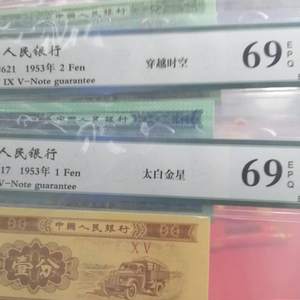 人民银行
621 1953年 2 Fen
IX V-Note guarantee
穿越时空
69 EPQ
人民银行
17 1953年 1 Fen
V-Note guarantee
太白金星
69 EPQ
中國人民銀行
XV
壹分